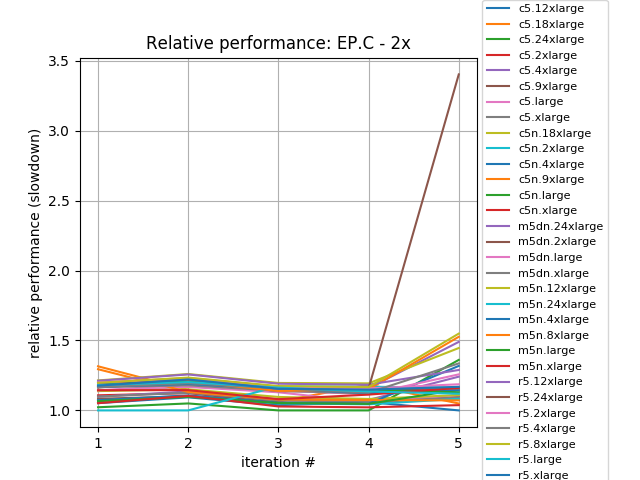 Relative performance: EP.C - 2x
relative performance (slowdown)
3.5
3.0
2.5
2.0
1.5
1.0
1 2 3 4 5
iteration #
c5.12xlarge
c5.18xlarge
c5.24xlarge
c5.2xlarge
c5.4xlarge
c5.9xlarge
c5.large
c5.xlarge
c5n.18xlarge
c5n.2xlarge
c5n.4xlarge
c5n.9xlarge
c5n.large
c5n.xlarge
m5dn.24xlarge
m5dn.2xlarge
m5dn.large
m5dn.xlarge
m5n.12xlarge
m5n.24xlarge
m5n.4xlarge
m5n.8xlarge
m5n.large
m5n.xlarge
r5.12xlarge
r5.24xlarge
r5.2xlarge
r5.4xlarge
r5.8xlarge
r5.large
r5.xlarge